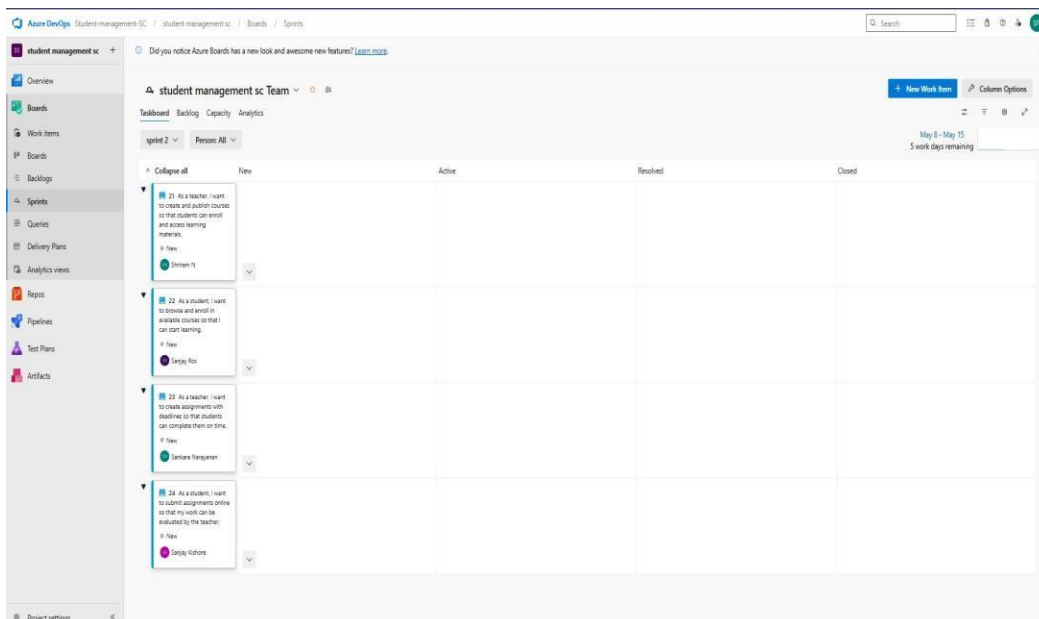 Azure DevOps Student-management-SC / student management sc / Boards / Sprints
Search
student management sc +
Did you notice Azure Boards has a new look and awesome new features? Learn more.
Overview
Boards
Work items
Boards
Backlogs
Sprints
Queries
Delivery Plans
Analytics views
Repos
Pipelines
Test Plans
Artifacts
Project settings
student management sc Team
+ New Work Item
Column Options
Taskboard Backlog Capacity Analytics
sprint 2
Person: All
May 8 - May 15
5 work days remaining
Collapse all New Active Resolved Closed
21 As a teacher, I want
to create and publish courses
so that students can enroll
and access learning
materials.
New
Shriram N
22 As a student, I want
to browse and enroll in
available courses so that I
can start learning.
New
Sanjay Rox
23 As a teacher, I want
to create assignments with
deadlines so that students
can complete them on time.
New
Sankara Narayanan
24 As a student, I want
to submit assignments online
so that my work can be
evaluated by the teacher.
New
Sanjay Kishore